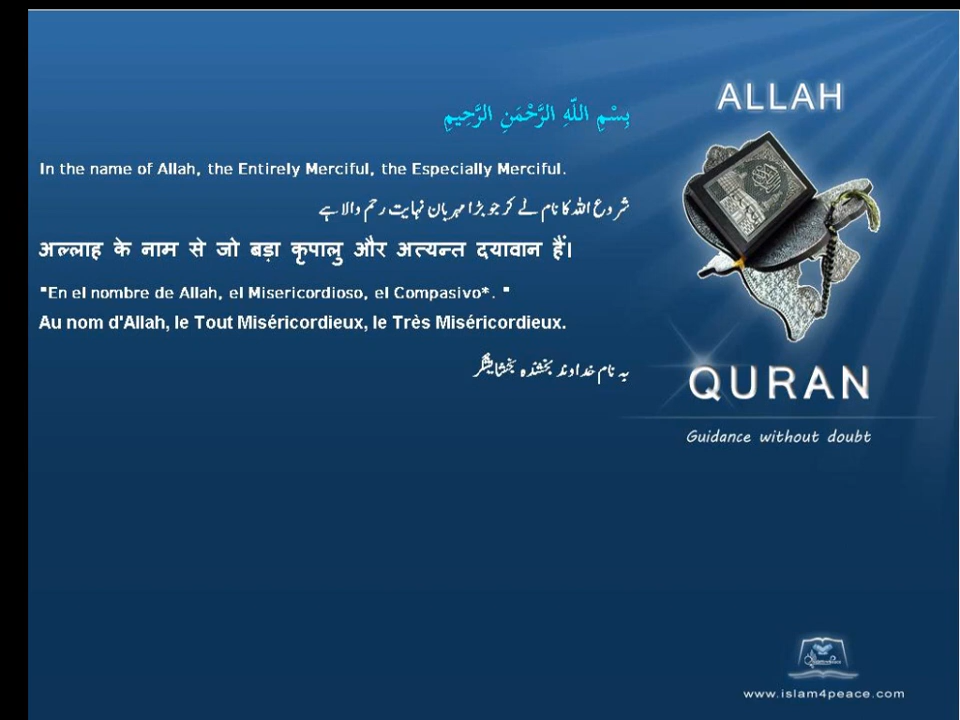 بِسْمِ اللَّهِ الرَّحْمَنِ الرَّحِيمِ
In the name of Allah, the Entirely Merciful, the Especially Merciful.
شروع الله کا نام لے کر جو بڑا مہربان نہایت رحم والا ہے
अल्लाह के नाम से जो बड़ा कृपालु और अत्यन्त दयावान हैं।
"En el nombre de Allah, el Misericordioso, el Compasivo*. "
Au nom d'Allah, le Tout Miséricordieux, le Très Miséricordieux.
به نام خداوند بخشنده بخشایشگر
ALLAH
QURAN
Guidance without doubt
www.islam4peace.com